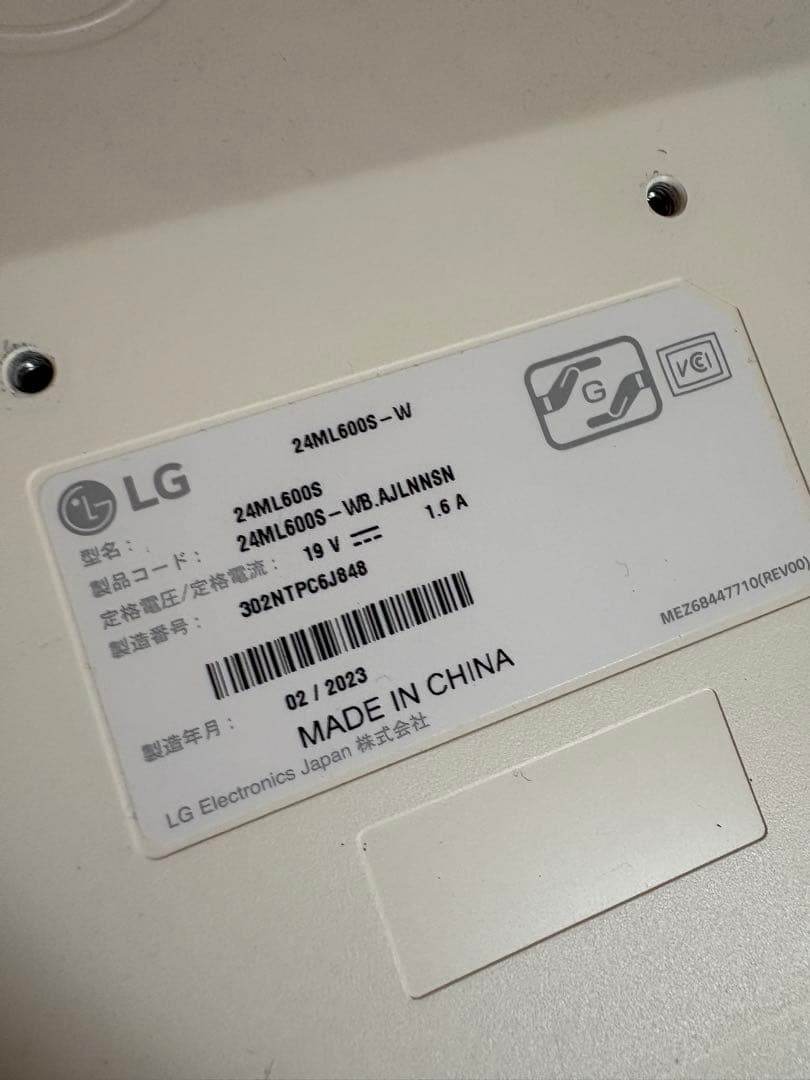 24ML600S-W
LG
型名： 24ML600S
製品コード： 24ML600S-WB.AJLNNSN
定格電圧/定格電流： 19 V 1.6 A
製造番号： 302NTPC6J848
製造年月： 02 / 2023
MADE IN CHINA
LG Electronics Japan 株式会社
G
VCI
MEZ68447710(REV00)